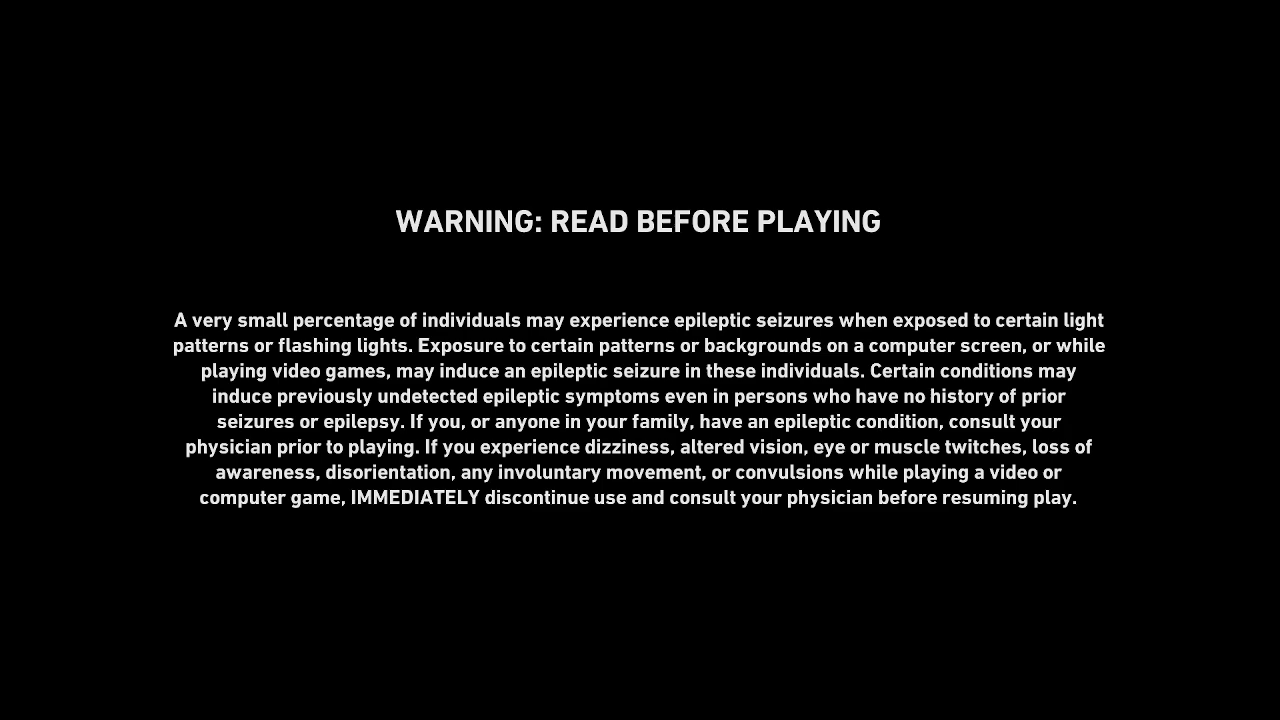 WARNING: READ BEFORE PLAYING
A very small percentage of individuals may experience epileptic seizures when exposed to certain light
patterns or flashing lights. Exposure to certain patterns or backgrounds on a computer screen, or while
playing video games, may induce an epileptic seizure in these individuals. Certain conditions may
induce previously undetected epileptic symptoms even in persons who have no history of prior
seizures or epilepsy. If you, or anyone in your family, have an epileptic condition, consult your
physician prior to playing. If you experience dizziness, altered vision, eye or muscle twitches, loss of
awareness, disorientation, any involuntary movement, or convulsions while playing a video or
computer game, IMMEDIATELY discontinue use and consult your physician before resuming play.